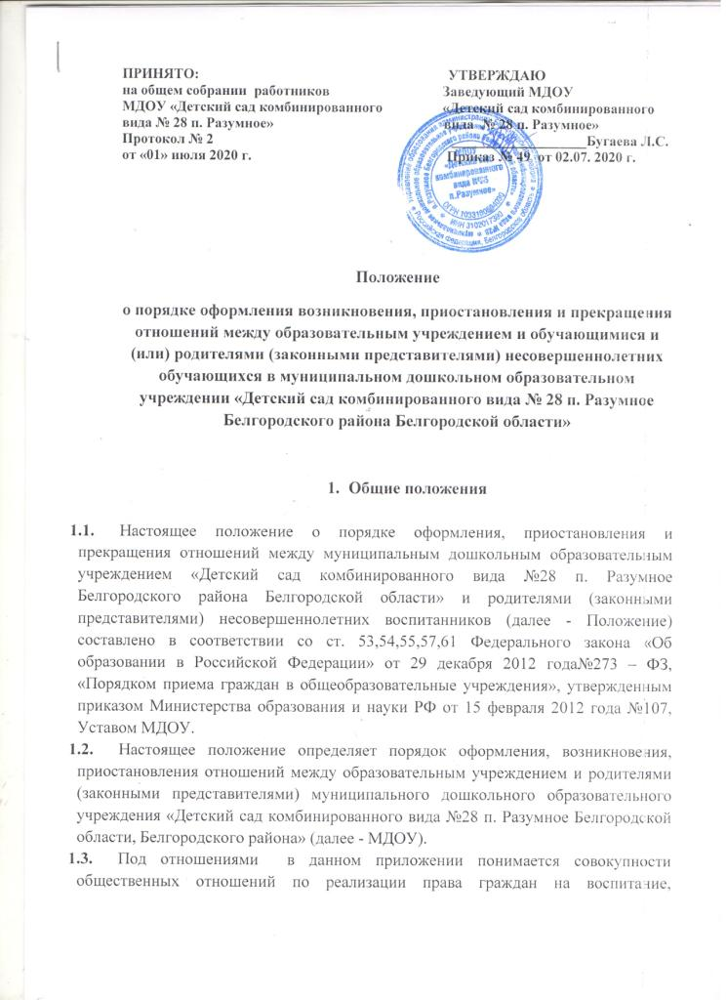 ПРИНЯТО:
на общем собрании работников
МДОУ «Детский сад комбинированного
вида № 28 п. Разумное»
Протокол № 2
от «01» июля 2020 г.
УТВЕРЖДАЮ
Заведующий МДОУ
«Детский сад комбинированного
вида № 28 п. Разумное»
Бугаева Л.С.
Приказ № 49 от 02.07. 2020 г.
МДОУ
«Детский сад
комбинированного
вида №28
п.Разумное»
Положение
о порядке оформления возникновения, приостановления и прекращения
отношений между образовательным учреждением и обучающимися и
(или) родителями (законными представителями) несовершеннолетних
обучающихся в муниципальном дошкольном образовательном
учреждении «Детский сад комбинированного вида № 28 п. Разумное
Белгородского района Белгородской области»
1. Общие положения
1.1. Настоящее положение о порядке оформления, приостановления и
прекращения отношений между муниципальным дошкольным образовательным
учреждением «Детский сад комбинированного вида №28 п. Разумное
Белгородского района Белгородской области» и родителями (законными
представителями) несовершеннолетних воспитанников (далее - Положение)
составлено в соответствии со ст. 53,54,55,57,61 Федерального закона «Об
образовании в Российской Федерации» от 29 декабря 2012 года№273 – ФЗ,
«Порядком приема граждан в общеобразовательные учреждения», утвержденным
приказом Министерства образования и науки РФ от 15 февраля 2012 года №107,
Уставом МДОУ.
1.2. Настоящее положение определяет порядок оформления, возникновения,
приостановления отношений между образовательным учреждением и родителями
(законными представителями) муниципального дошкольного образовательного
учреждения «Детский сад комбинированного вида №28 п. Разумное Белгородской
области, Белгородского района» (далее - МДОУ).
1.3. Под отношениями в данном приложении понимается совокупности
общественных отношений по реализации права граждан на воспитание,